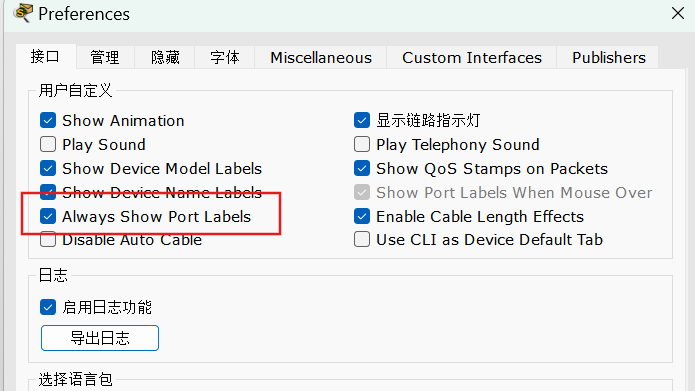 Preferences
接口 管理 隐藏 字体 Miscellaneous Custom Interfaces Publishers
用户自定义
Show Animation 显示链路指示灯
Play Sound Play Telephony Sound
Show Device Model Labels Show QoS Stamps on Packets
Show Device Name Labels Show Port Labels When Mouse Over
Always Show Port Labels Enable Cable Length Effects
Disable Auto Cable Use CLI as Device Default Tab
日志
启用日志功能
导出日志
选择语言包